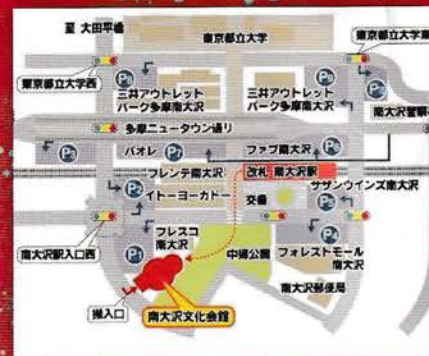 至 大田平橋
東京都立大学
東京都立大学東
東京都立大学西
P
三井アウトレット
パーク多摩南大沢
三井アウトレット
パーク多摩南大沢
南大沢警察
多摩ニュータウン通り
パオレ
ファブ南大沢
フレンテ南大沢
改札 南大沢駅
イトーヨーカドー
交番
サザンウインズ南大沢
南大沢駅入口西
フレスコ
南大沢
中郷公園
フォレストモール
南大沢
南大沢郵便局
搬入口
南大沢文化会館